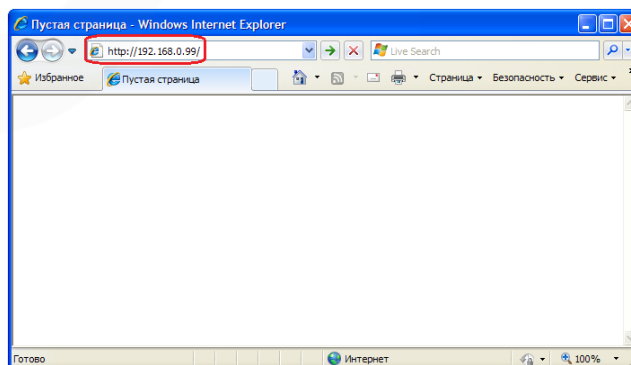 Пустая страница - Windows Internet Explorer
http://192.168.0.99/
Live Search
Избранное
Пустая страница
Страница
Безопасность
Сервис
Готово
Интернет
100%